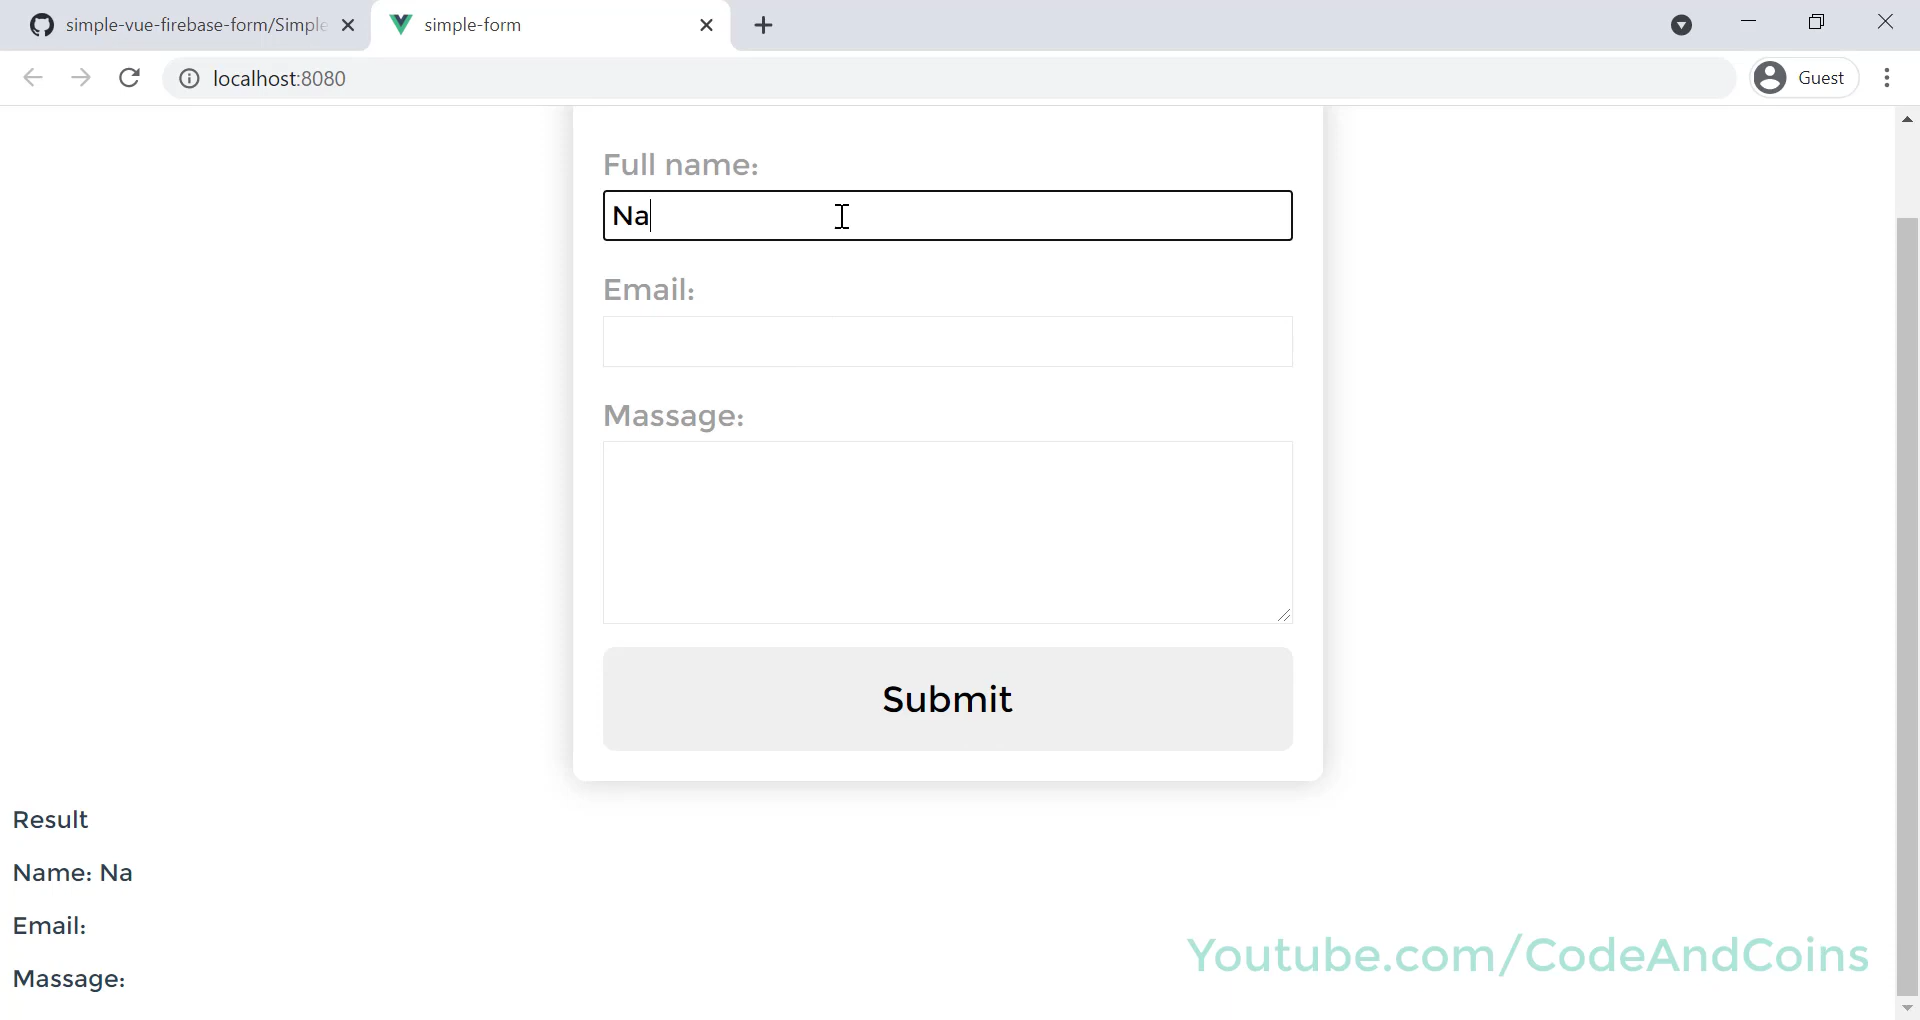 simple-vue-firebase-form/Simple
simple-form
localhost:8080
Guest
Full name:
Na
Email:
Massage:
Submit
Result
Name: Na
Email:
Massage:
Youtube.com/CodeAndCoins